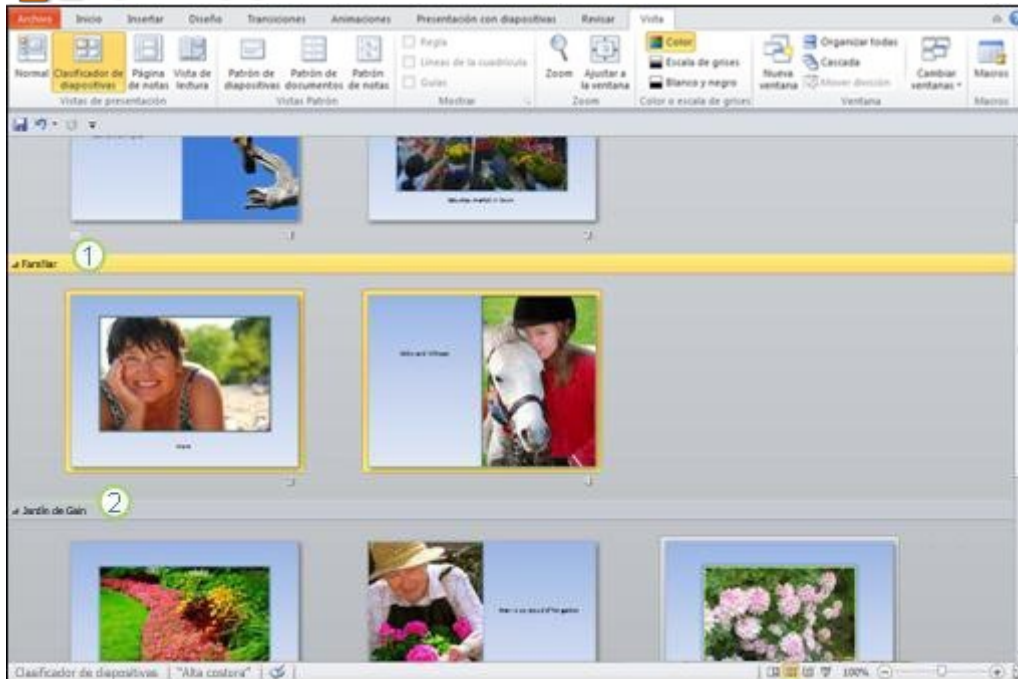 Archivo Inicio Insertar Diseño Transiciones Animaciones Presentación con diapositivas Revisar Vista
Normal Clasificador de diapositivas Página de notas Vista de lectura
Vistas de presentación
Patrón de diapositivas Patrón de documentos Patrón de notas
Vistas Patrón
Regla
Líneas de la cuadrícula
Guías
Mostrar
Zoom Ajustar a la ventana
Zoom
Color
Escala de grises
Blanco y negro
Color o escala de grises
Nueva ventana
Organizar todas
Cascada
Mover división
Cambiar ventanas
Ventana
Macros
Macros
1
Familiar
2
Jardín de Gain
Clasificador de diapositivas "Alta costura" 100%